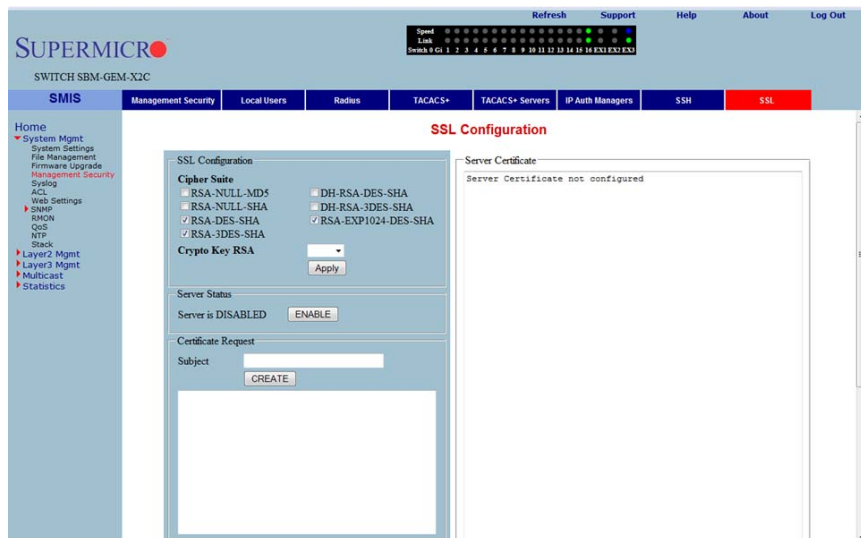 Refresh Support Help About Log Out
SUPERMICRO
Speed
Link
Switch 0 Gi 1 2 3 4 5 6 7 8 9 10 11 12 13 14 15 16 EX1 EX2 EX3
SWITCH SBM-GEM-X2C
SMIS Management Security Local Users Radius TACACS+ TACACS+ Servers IP Auth Managers SSH SSL
Home
System Mgmt
System Settings
File Management
Firmware Upgrade
Management Security
Syslog
ACL
Web Settings
SNMP
RMON
QoS
NTP
Stack
Layer2 Mgmt
Layer3 Mgmt
Multicast
Statistics
SSL Configuration
SSL Configuration
Cipher Suite
RSA-NULL-MD5 DH-RSA-DES-SHA
RSA-NULL-SHA DH-RSA-3DES-SHA
RSA-DES-SHA RSA-EXP1024-DES-SHA
RSA-3DES-SHA
Crypto Key RSA
Apply
Server Status
Server is DISABLED ENABLE
Certificate Request
Subject
CREATE
Server Certificate
Server Certificate not configured